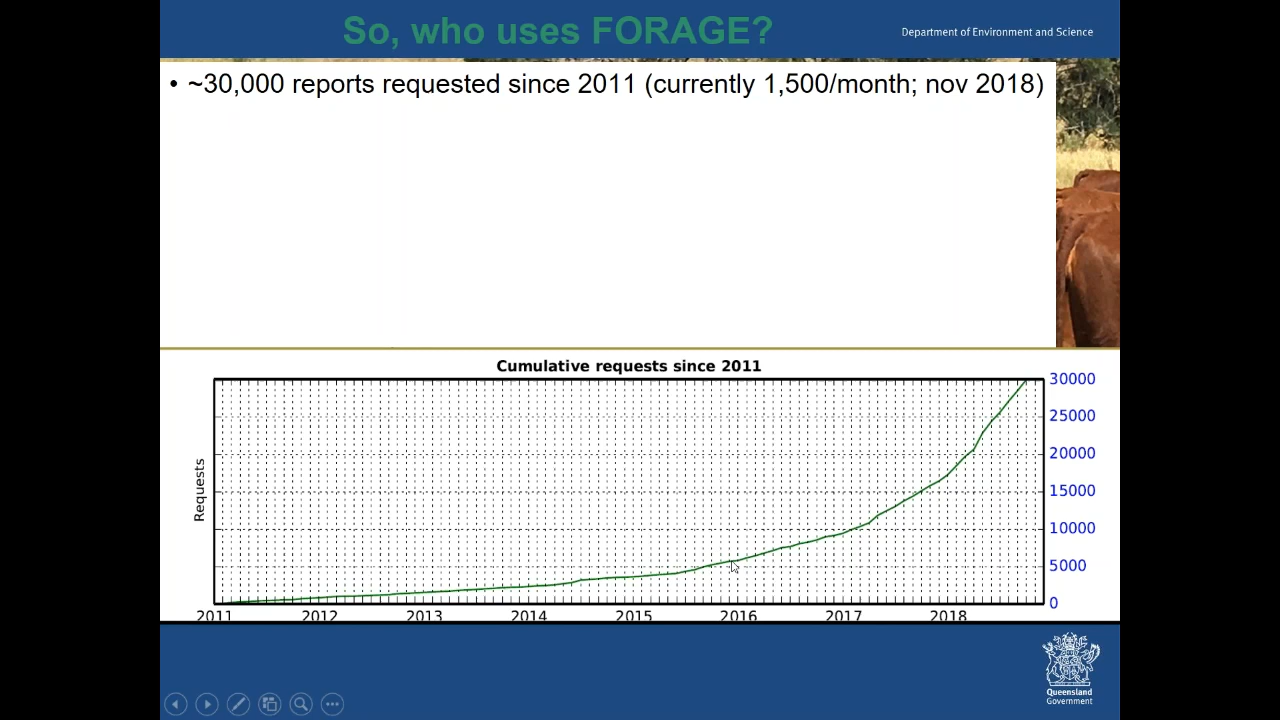 So, who uses FORAGE?
Department of Environment and Science
• ~30,000 reports requested since 2011 (currently 1,500/month; nov 2018)
Cumulative requests since 2011
30000
25000
20000
15000
10000
5000
0
Requests
2011 2012 2013 2014 2015 2016 2017 2018
Queensland
Government